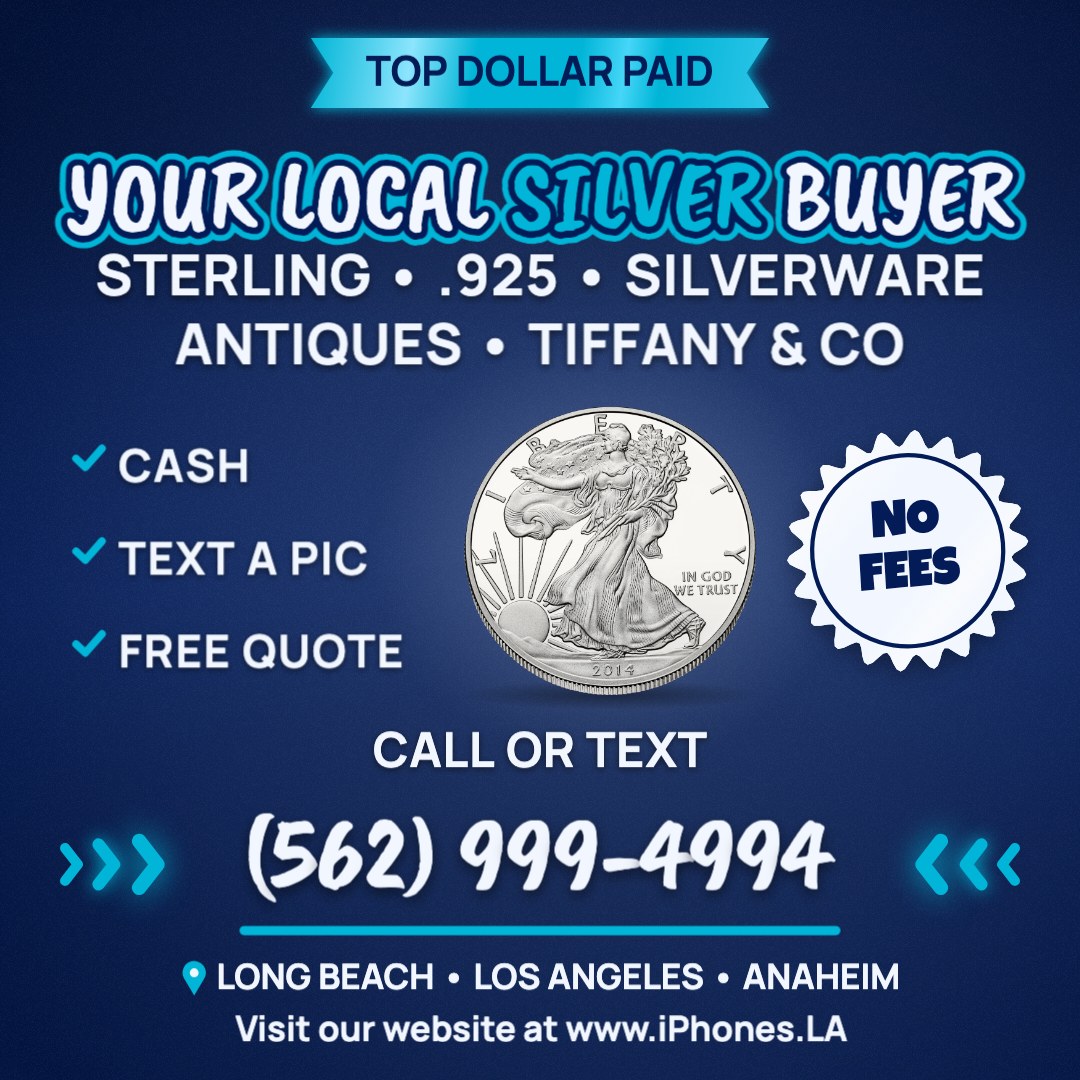 TOP DOLLAR PAID
YOUR LOCAL SILVER BUYER
STERLING • .925 • SILVERWARE
ANTIQUES • TIFFANY & CO
CASH
TEXT A PIC
FREE QUOTE
LIBERTY
IN GOD
WE TRUST
2014
NO
FEES
CALL OR TEXT
(562) 999-4994
LONG BEACH • LOS ANGELES • ANAHEIM
Visit our website at www.iPhones.LA